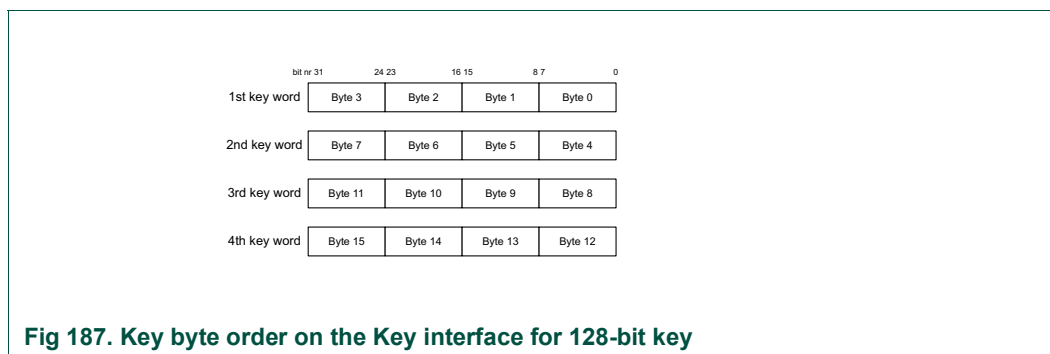 bit nr 31 24 23 16 15 8 7 0
1st key word Byte 3 Byte 2 Byte 1 Byte 0
2nd key word Byte 7 Byte 6 Byte 5 Byte 4
3rd key word Byte 11 Byte 10 Byte 9 Byte 8
4th key word Byte 15 Byte 14 Byte 13 Byte 12
Fig 187. Key byte order on the Key interface for 128-bit key